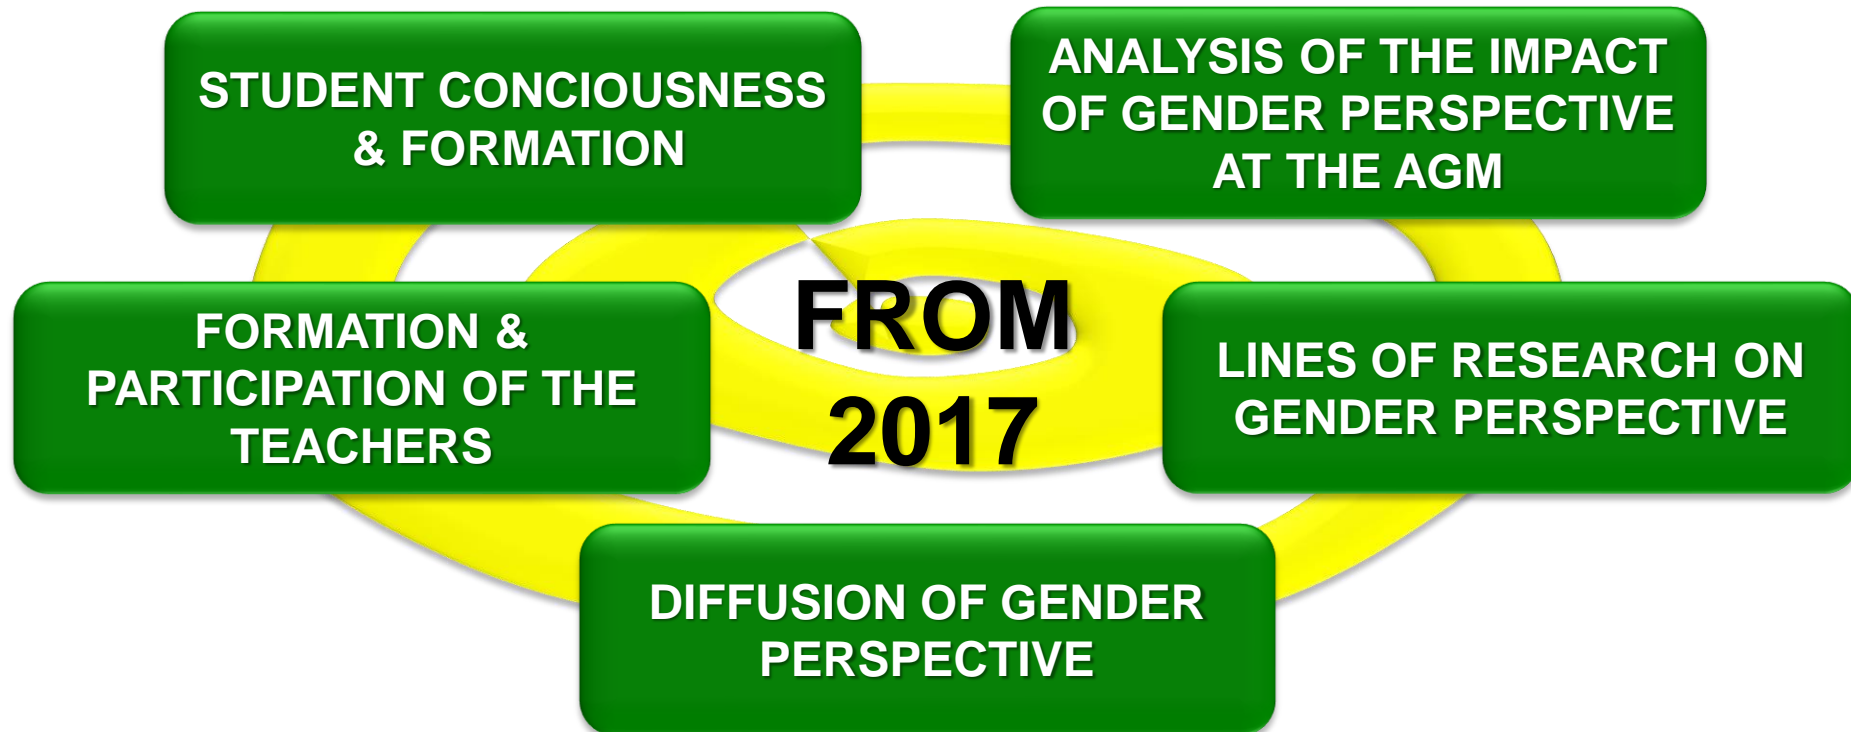 STUDENT CONCIOUSNESS
& FORMATION
ANALYSIS OF THE IMPACT
OF GENDER PERSPECTIVE
AT THE AGM
FORMATION &
PARTICIPATION OF THE
TEACHERS
FROM
2017
LINES OF RESEARCH ON
GENDER PERSPECTIVE
DIFFUSION OF GENDER
PERSPECTIVE